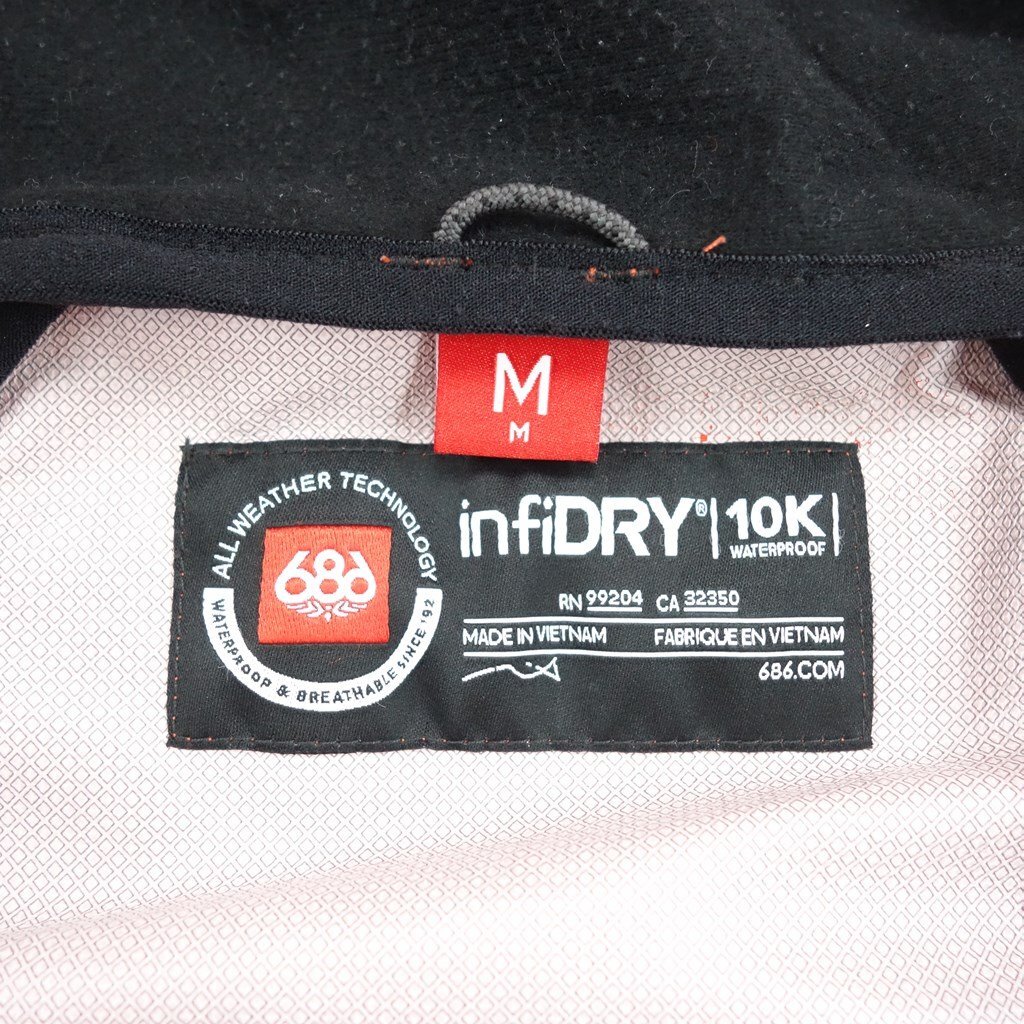 M
M
ALL WEATHER TECHNOLOGY
686
WATERPROOF & BREATHABLE SINCE '92
infiDRY® | 10K |
WATERPROOF
RN 99204 CA 32350
MADE IN VIETNAM FABRIQUE EN VIETNAM
686.COM